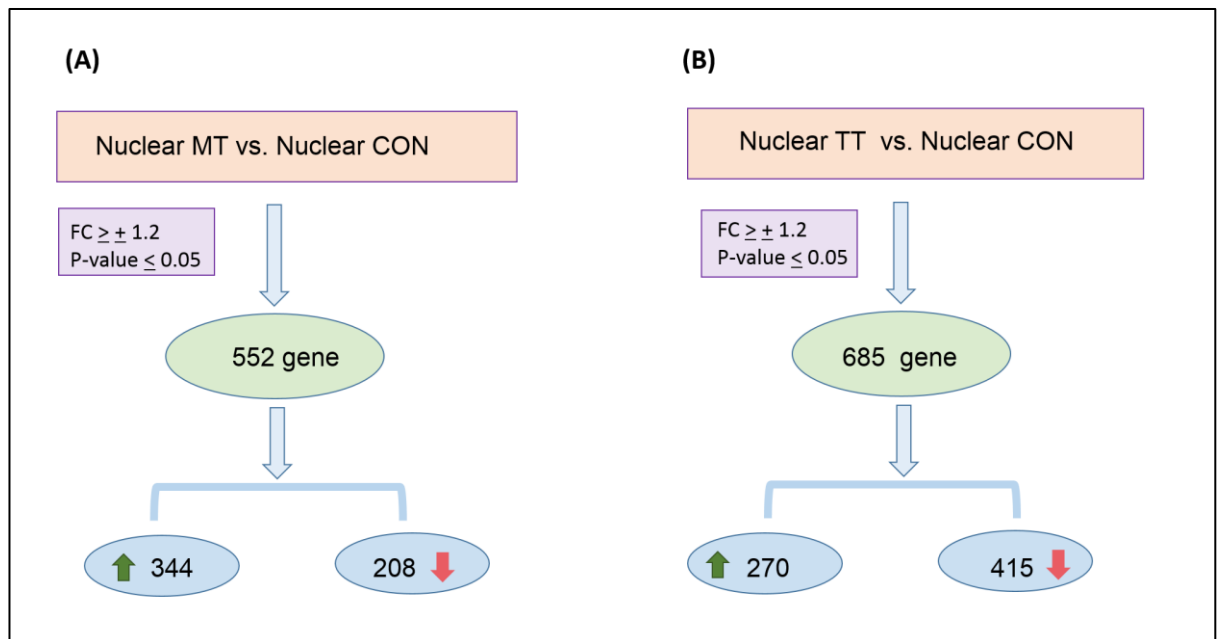 (A)
Nuclear MT vs. Nuclear CON
FC ≥ ± 1.2
P-value ≤ 0.05
552 gene
344
208
(B)
Nuclear TT vs. Nuclear CON
FC ≥ ± 1.2
P-value ≤ 0.05
685 gene
270
415